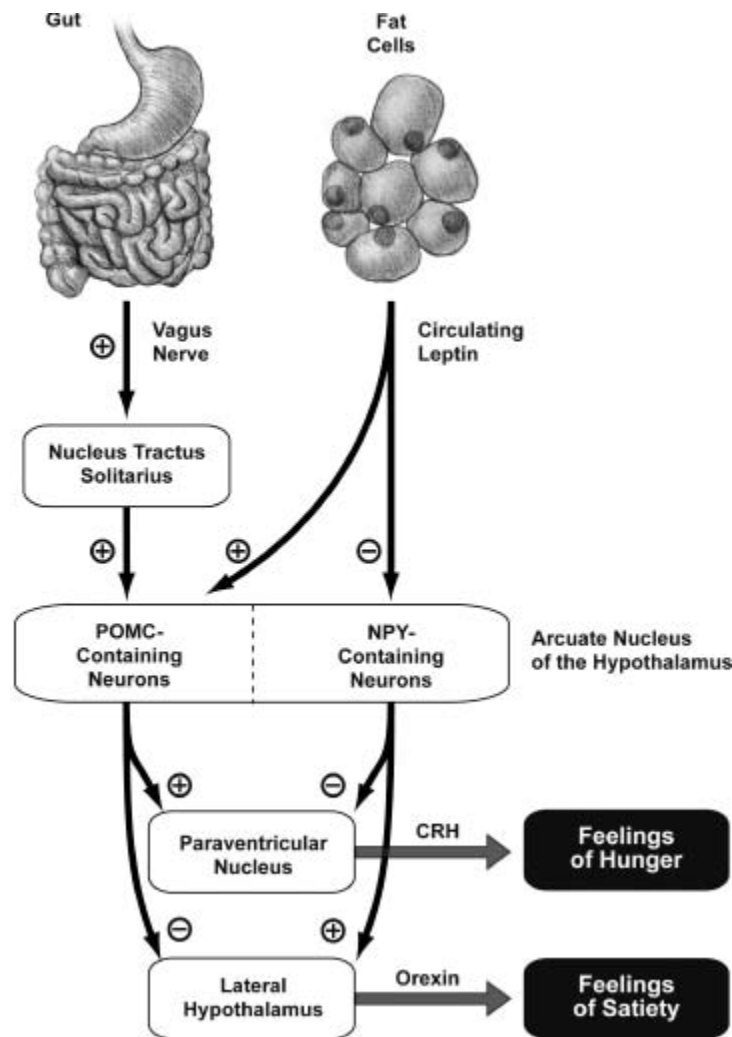 Gut
Fat
Cells
Vagus
Nerve
Circulating
Leptin
Nucleus Tractus
Solitarius
POMC-
Containing
Neurons
NPY-
Containing
Neurons
Arcuate Nucleus
of the Hypothalamus
Paraventricular
Nucleus
CRH
Feelings
of Hunger
Lateral
Hypothalamus
Orexin
Feelings
of Satiety